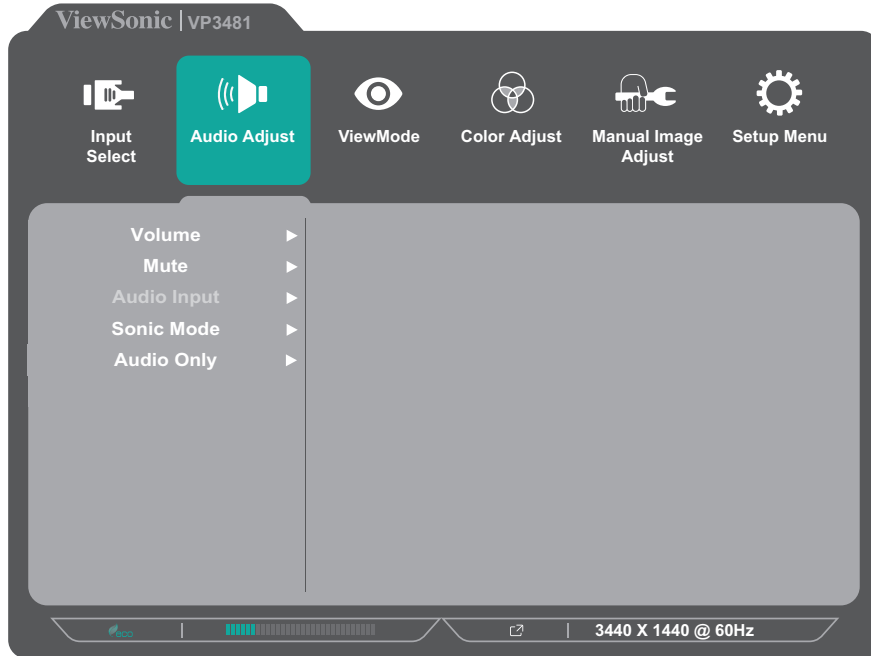 ViewSonic | VP3481
Input
Select
Audio Adjust
ViewMode
Color Adjust
Manual Image
Adjust
Setup Menu
Volume
Mute
Audio Input
Sonic Mode
Audio Only
eco
3440 X 1440 @ 60Hz